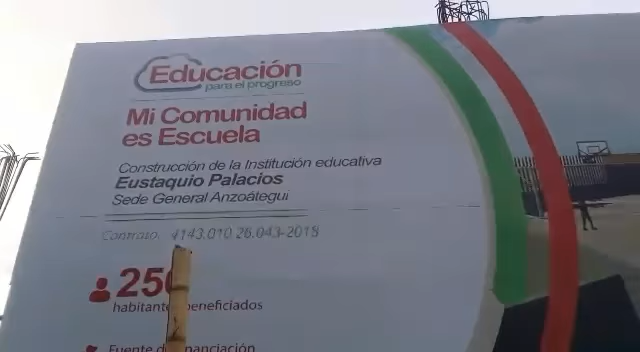 Educación
para el progreso
Mi Comunidad
es Escuela
Construcción de la Institución educativa
Eustaquio Palacios
Sede General Anzoátegui
Contrato. 4143.010.26.043-2018
habitantes beneficiados
Fuente de financiación